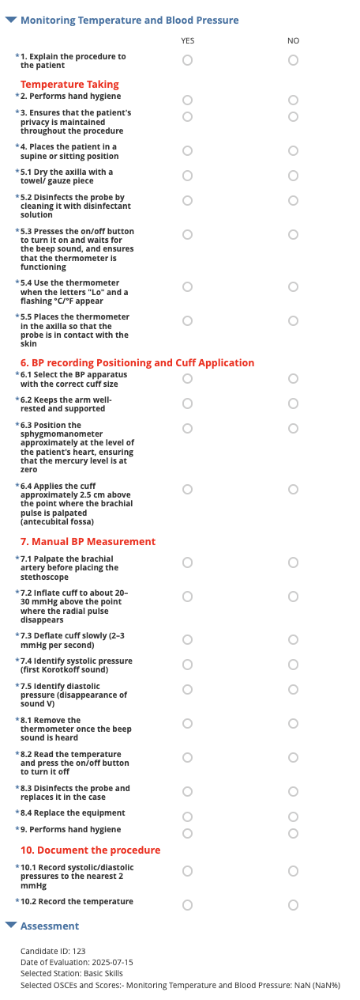 Monitoring Temperature and Blood Pressure
YES NO
*1. Explain the procedure to
the patient
Temperature Taking
*2. Performs hand hygiene
*3. Ensures that the patient's
privacy is maintained
throughout the procedure
*4. Places the patient in a
supine or sitting position
*5.1 Dry the axilla with a
towel/ gauze piece
*5.2 Disinfects the probe by
cleaning it with disinfectant
solution
*5.3 Presses the on/off button
to turn it on and waits for
the beep sound, and ensures
that the thermometer is
functioning
*5.4 Use the thermometer
when the letters "Lo" and a
flashing °C/°F appear
*5.5 Places the thermometer
in the axilla so that the
probe is in contact with the
skin
6. BP recording Positioning and Cuff Application
*6.1 Select the BP apparatus
with the correct cuff size
*6.2 Keeps the arm well-
rested and supported
*6.3 Position the
sphygmomanometer
approximately at the level of
the patient's heart, ensuring
that the mercury level is at
zero
*6.4 Applies the cuff
approximately 2.5 cm above
the point where the brachial
pulse is palpated
(antecubital fossa)
7. Manual BP Measurement
*7.1 Palpate the brachial
artery before placing the
stethoscope
*7.2 Inflate cuff to about 20–
30 mmHg above the point
where the radial pulse
disappears
*7.3 Deflate cuff slowly (2–3
mmHg per second)
*7.4 Identify systolic pressure
(first Korotkoff sound)
*7.5 Identify diastolic
pressure (disappearance of
sound V)
*8.1 Remove the
thermometer once the beep
sound is heard
*8.2 Read the temperature
and press the on/off button
to turn it off
*8.3 Disinfects the probe and
replaces it in the case
*8.4 Replace the equipment
*9. Performs hand hygiene
10. Document the procedure
*10.1 Record systolic/diastolic
pressures to the nearest 2
mmHg
*10.2 Record the temperature
Assessment
Candidate ID: 123
Date of Evaluation: 2025-07-15
Selected Station: Basic Skills
Selected OSCEs and Scores:- Monitoring Temperature and Blood Pressure: NaN (NaN%)